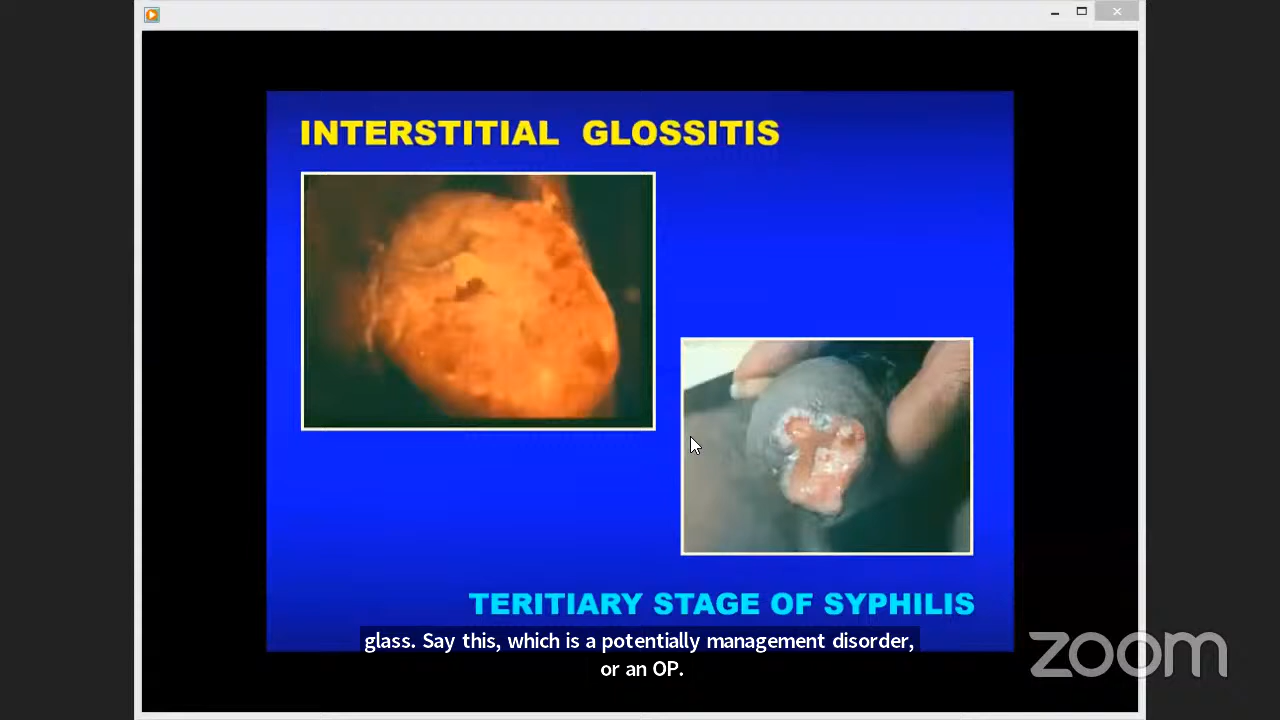 INTERSTITIAL GLOSSITIS
TERITIARY STAGE OF SYPHILIS
glass. Say this, which is a potentially management disorder,
or an OP.
zoom